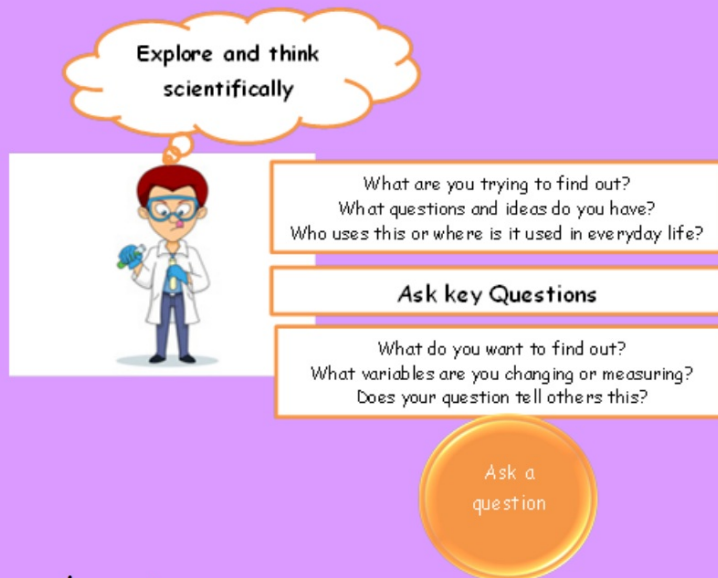 Explore and think
scientifically
What are you trying to find out?
What questions and ideas do you have?
Who uses this or where is it used in everyday life?
Ask key Questions
What do you want to find out?
What variables are you changing or measuring?
Does your question tell others this?
Ask a
question